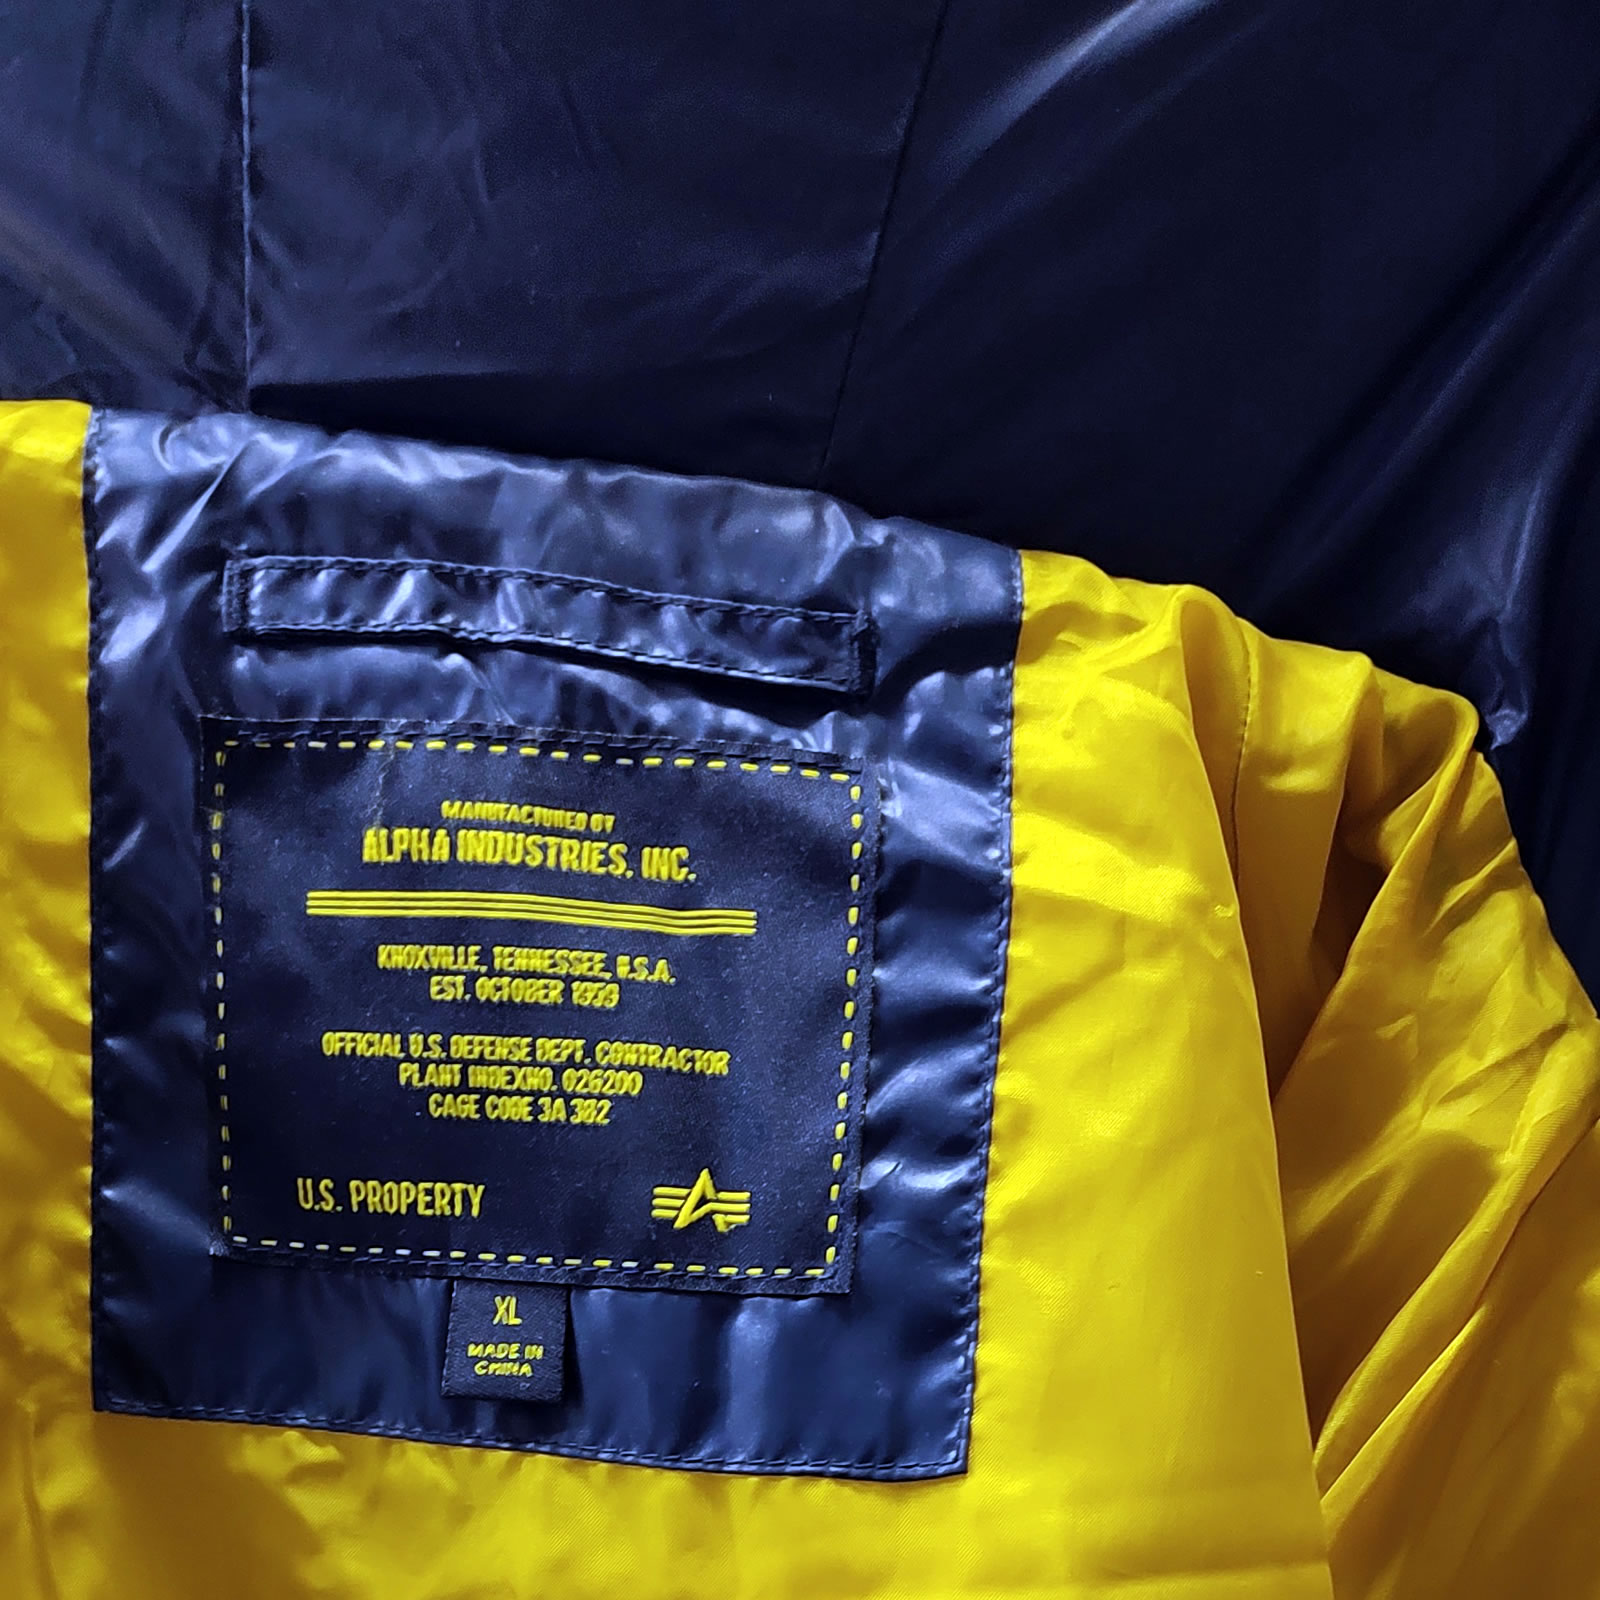 MANUFACTURED BY
ALPHA INDUSTRIES, INC.
KNOXVILLE, TENNESSEE, U.S.A.
EST. OCTOBER 1959
OFFICIAL U.S. DEFENSE DEPT. CONTRACTOR
PLANT INDEXNO. 026200
CAGE CODE 3A 382
U.S. PROPERTY
XL
MADE IN
CHINA